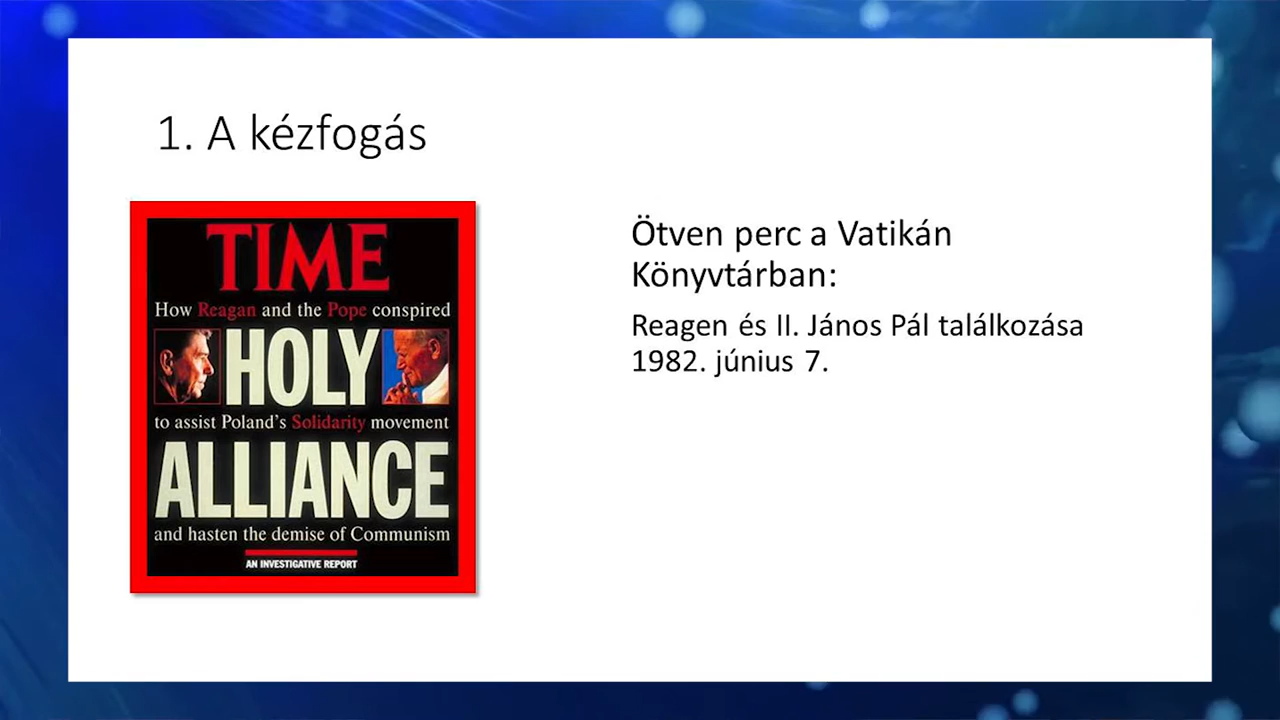 1. A kézfogás
TIME
How Reagan and the Pope conspired
HOLY
to assist Poland's Solidarity movement
ALLIANCE
and hasten the demise of Communism
AN INVESTIGATIVE REPORT
Ötven perc a Vatikán
Könyvtárban:
Reagen és II. János Pál találkozása
1982. június 7.